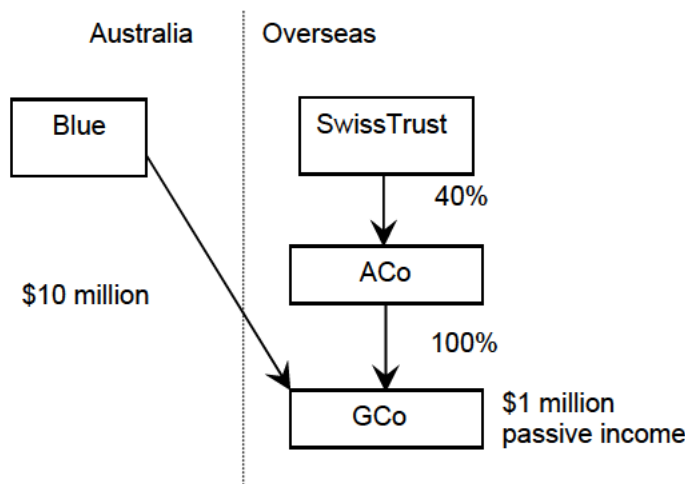 Australia
Overseas
Blue
SwissTrust
40%
ACo
$10 million
100%
GCo
$1 million
passive income